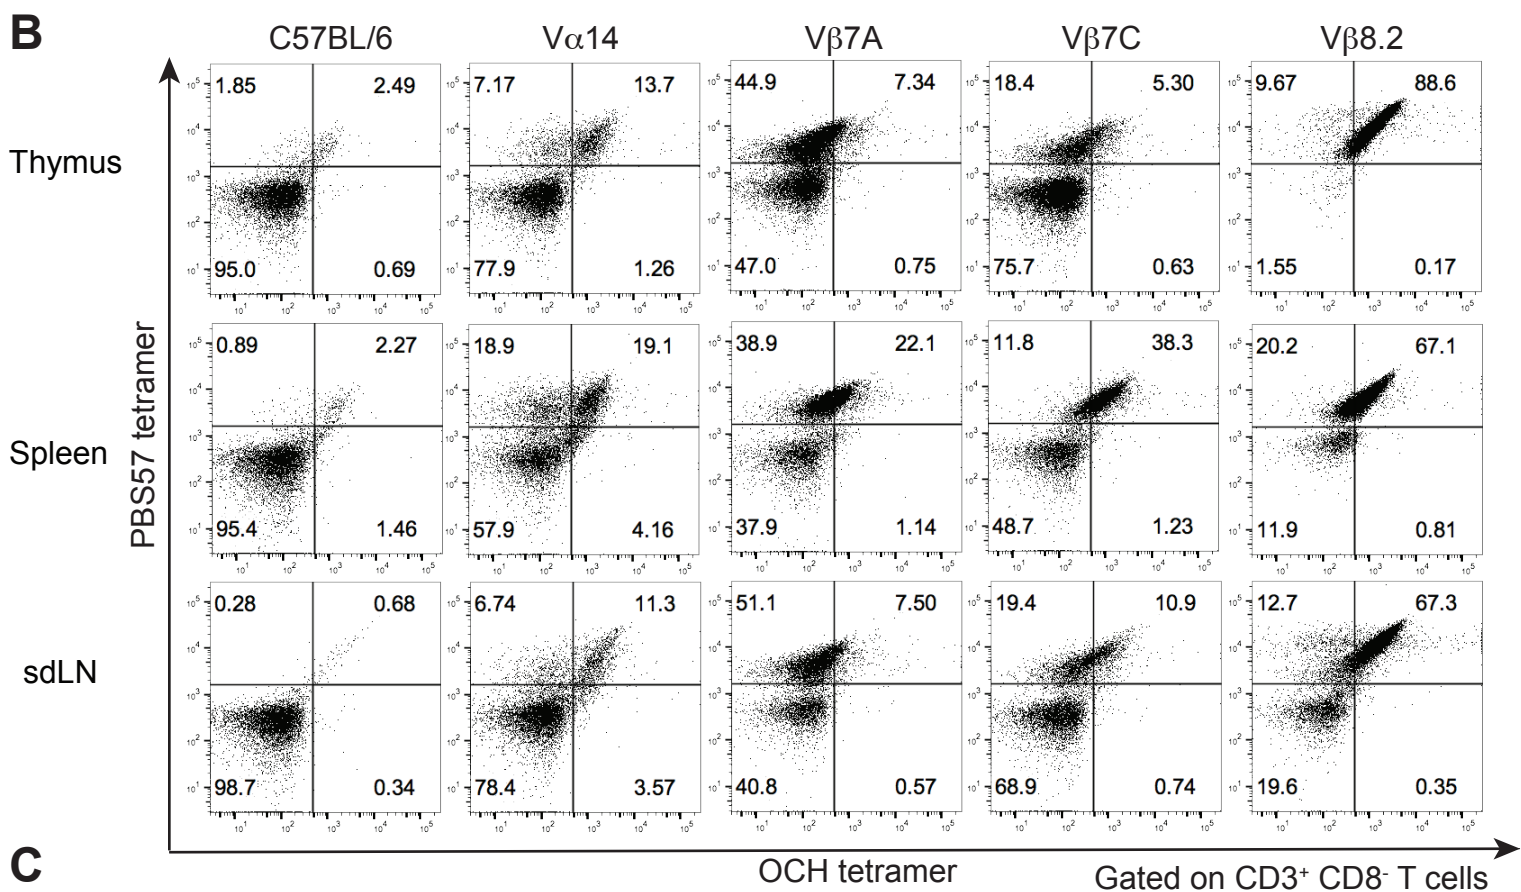 B
C57BL/6 Vα14 Vβ7A Vβ7C Vβ8.2
Thymus
1.85 2.49 7.17 13.7 44.9 7.34 18.4 5.30 9.67 88.6
95.0 0.69 77.9 1.26 47.0 0.75 75.7 0.63 1.55 0.17
Spleen
0.89 2.27 18.9 19.1 38.9 22.1 11.8 38.3 20.2 67.1
95.4 1.46 57.9 4.16 37.9 1.14 48.7 1.23 11.9 0.81
sdLN
0.28 0.68 6.74 11.3 51.1 7.50 19.4 10.9 12.7 67.3
98.7 0.34 78.4 3.57 40.8 0.57 68.9 0.74 19.6 0.35
PBS57 tetramer
OCH tetramer
Gated on CD3⁺ CD8⁻ T cells
C